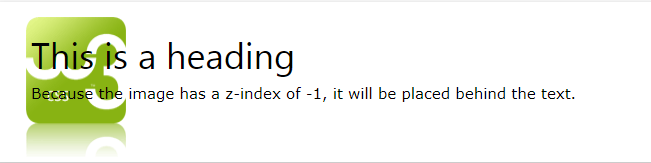 This is a heading
Because the image has a z-index of -1, it will be placed behind the text.